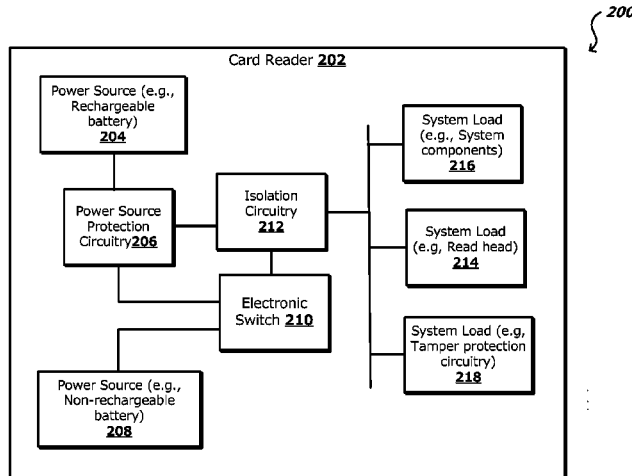 200
Card Reader 202
Power Source (e.g.,
Rechargeable
battery)
204
Power Source
Protection
Circuitry206
Isolation
Circuitry
212
Electronic
Switch 210
Power Source (e.g.,
Non-rechargeable
battery)
208
System Load
(e.g., System
components)
216
System Load
(e.g, Read head)
214
System Load (e.g,
Tamper protection
circuitry)
218